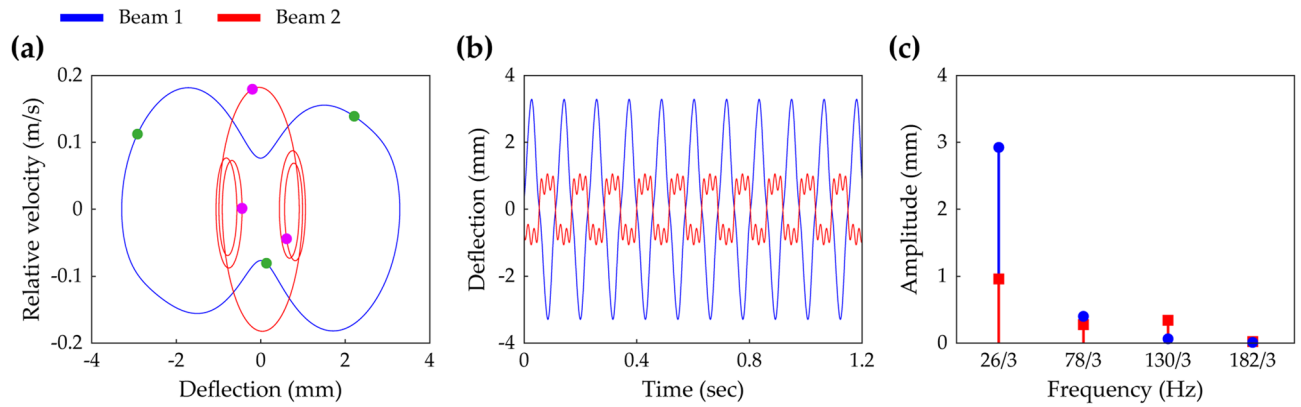 Beam 1 Beam 2
(a)
Relative velocity (m/s)
0.2
0.1
0
-0.1
-0.2
-4 -2 0 2 4
Deflection (mm)
(b)
Deflection (mm)
4
2
0
-2
-4
0 0.4 0.8 1.2
Time (sec)
(c)
Amplitude (mm)
4
3
2
1
0
26/3 78/3 130/3 182/3
Frequency (Hz)